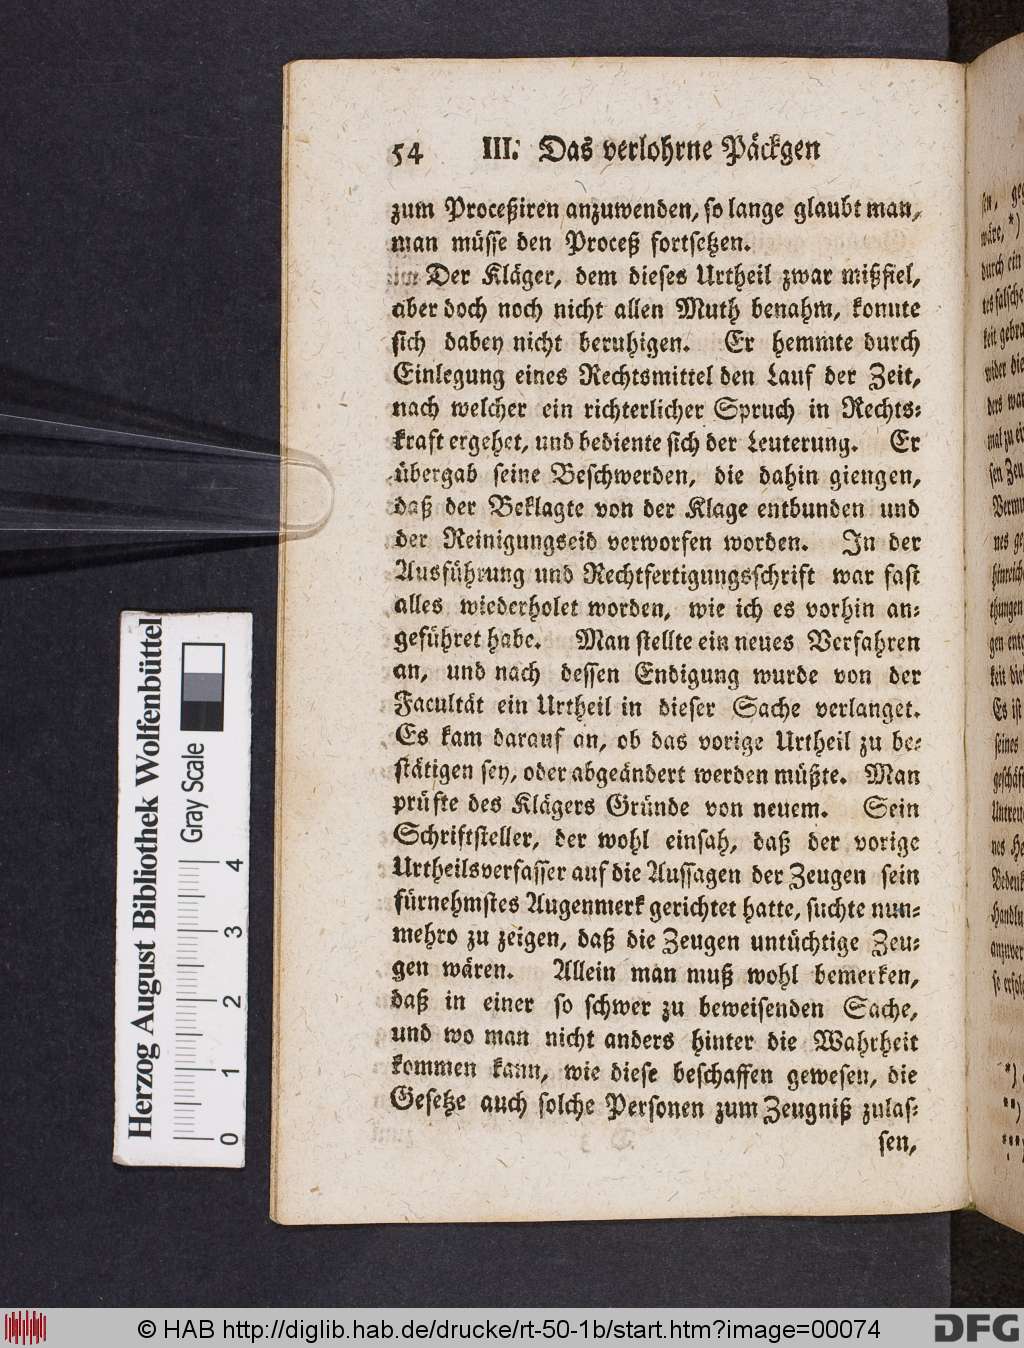 54 III. Das verlohrne Päckgen
zum Proceßiren anzuwenden, so lange glaubt man,
man müsse den Proceß fortsetzen.
Der Kläger, dem dieses Urtheil zwar mißfiel,
aber doch noch nicht allen Muth benahm, konnte
sich dabey nicht beruhigen. Er hemmte durch
Einlegung eines Rechtsmittel den Lauf der Zeit,
nach welcher ein richterlicher Spruch in Rechts-
kraft ergehet, und bediente sich der Leuterung. Er
übergab seine Beschwerden, die dahin giengen,
daß der Beklagte von der Klage entbunden und
der Reinigungseid verworfen worden. In der
Ausführung und Rechtfertigungsschrift war fast
alles wiederholet worden, wie ich es vorhin an-
geführet habe. Man stellte ein neues Verfahren
an, und nach dessen Endigung wurde von der
Facultät ein Urtheil in dieser Sache verlanget.
Es kam darauf an, ob das vorige Urtheil zu be-
stätigen sey, oder abgeändert werden müßte. Man
prüfte des Klägers Gründe von neuem. Sein
Schriftsteller, der wohl einsah, daß der vorige
Urtheilsverfasser auf die Aussagen der Zeugen sein
fürnehmstes Augenmerk gerichtet hatte, suchte nun-
mehro zu zeigen, daß die Zeugen untüchtige Zeu-
gen wären. Allein man muß wohl bemerken,
daß in einer so schwer zu beweisenden Sache,
und wo man nicht anders hinter die Wahrheit
kommen kann, wie diese beschaffen gewesen, die
Gesetze auch solche Personen zum Zeugniß zulas-
sen,
Herzog August Bibliothek Wolfenbüttel
Gray Scale
0 1 2 3 4
© HAB http://diglib.hab.de/drucke/rt-50-1b/start.htm?image=00074
DFG